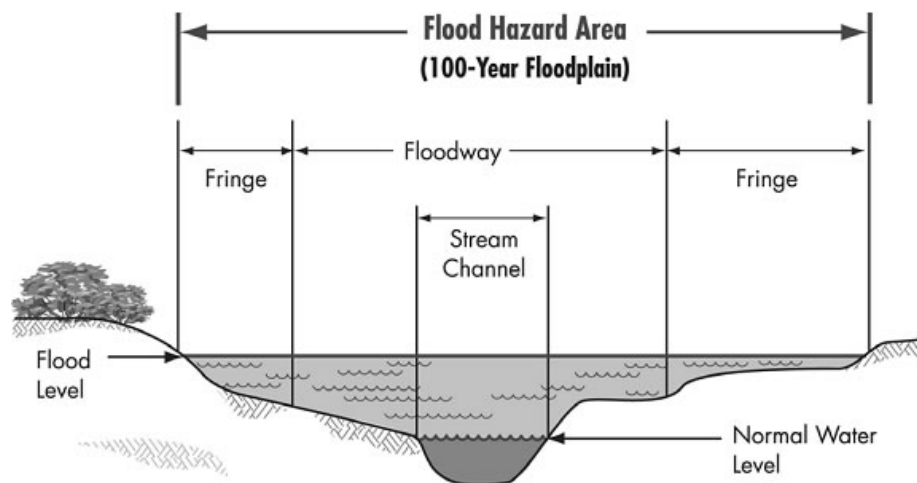 Flood Hazard Area
(100-Year Floodplain)
Fringe
Floodway
Fringe
Stream
Channel
Flood
Level
Normal Water
Level